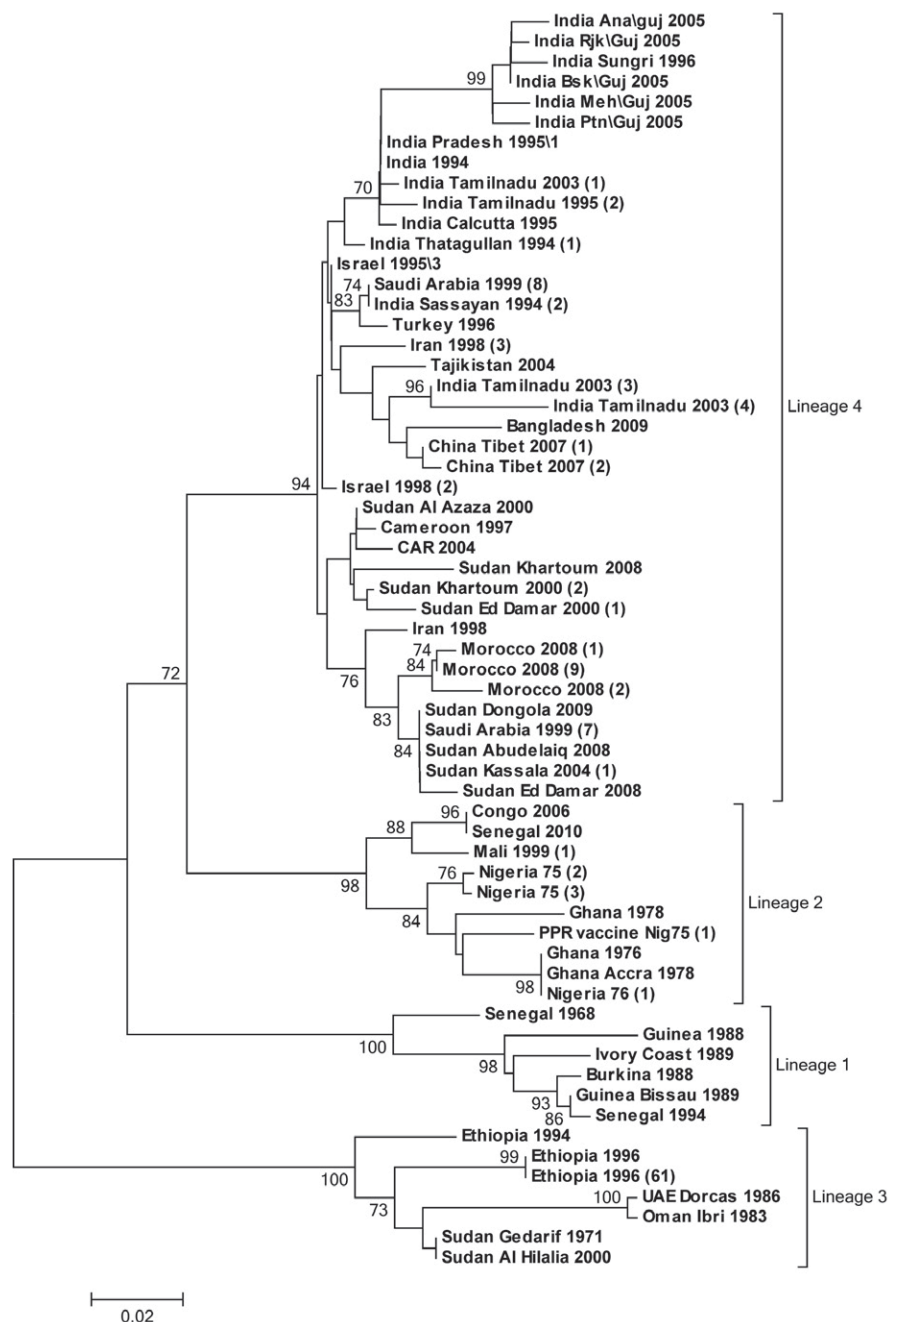 India Ana\guj 2005
India Rjk\Guj 2005
India Sungri 1996
99
India Bsk\Guj 2005
India Meh\Guj 2005
India Ptn\Guj 2005
India Pradesh 1995\1
India 1994
70
India Tamilnadu 2003 (1)
India Tamilnadu 1995 (2)
India Calcutta 1995
India Thatagullan 1994 (1)
Israel 1995\3
74
Saudi Arabia 1999 (8)
83
India Sassayan 1994 (2)
Turkey 1996
Iran 1998 (3)
Tajikistan 2004
96
India Tamilnadu 2003 (3)
India Tamilnadu 2003 (4)
Lineage 4
Bangladesh 2009
China Tibet 2007 (1)
China Tibet 2007 (2)
94
Israel 1998 (2)
Sudan Al Azaza 2000
Cameroon 1997
CAR 2004
Sudan Khartoum 2008
Sudan Khartoum 2000 (2)
Sudan Ed Damar 2000 (1)
Iran 1998
74
Morocco 2008 (1)
84
Morocco 2008 (9)
72
76
Morocco 2008 (2)
Sudan Dongola 2009
83
Saudi Arabia 1999 (7)
84
Sudan Abudelaiq 2008
Sudan Kassala 2004 (1)
Sudan Ed Damar 2008
96
Congo 2006
88
Senegal 2010
Mali 1999 (1)
76
Nigeria 75 (2)
98
Nigeria 75 (3)
Lineage 2
84
Ghana 1978
PPR vaccine Nig75 (1)
Ghana 1976
Ghana Accra 1978
98
Nigeria 76 (1)
Senegal 1968
100
Guinea 1988
98
Ivory Coast 1989
Lineage 1
Burkina 1988
93
Guinea Bissau 1989
86
Senegal 1994
Ethiopia 1994
99
Ethiopia 1996
100
Ethiopia 1996 (61)
100
UAE Dorcas 1986
Lineage 3
73
Oman Ibri 1983
Sudan Gedarif 1971
Sudan Al Hilalia 2000
0.02